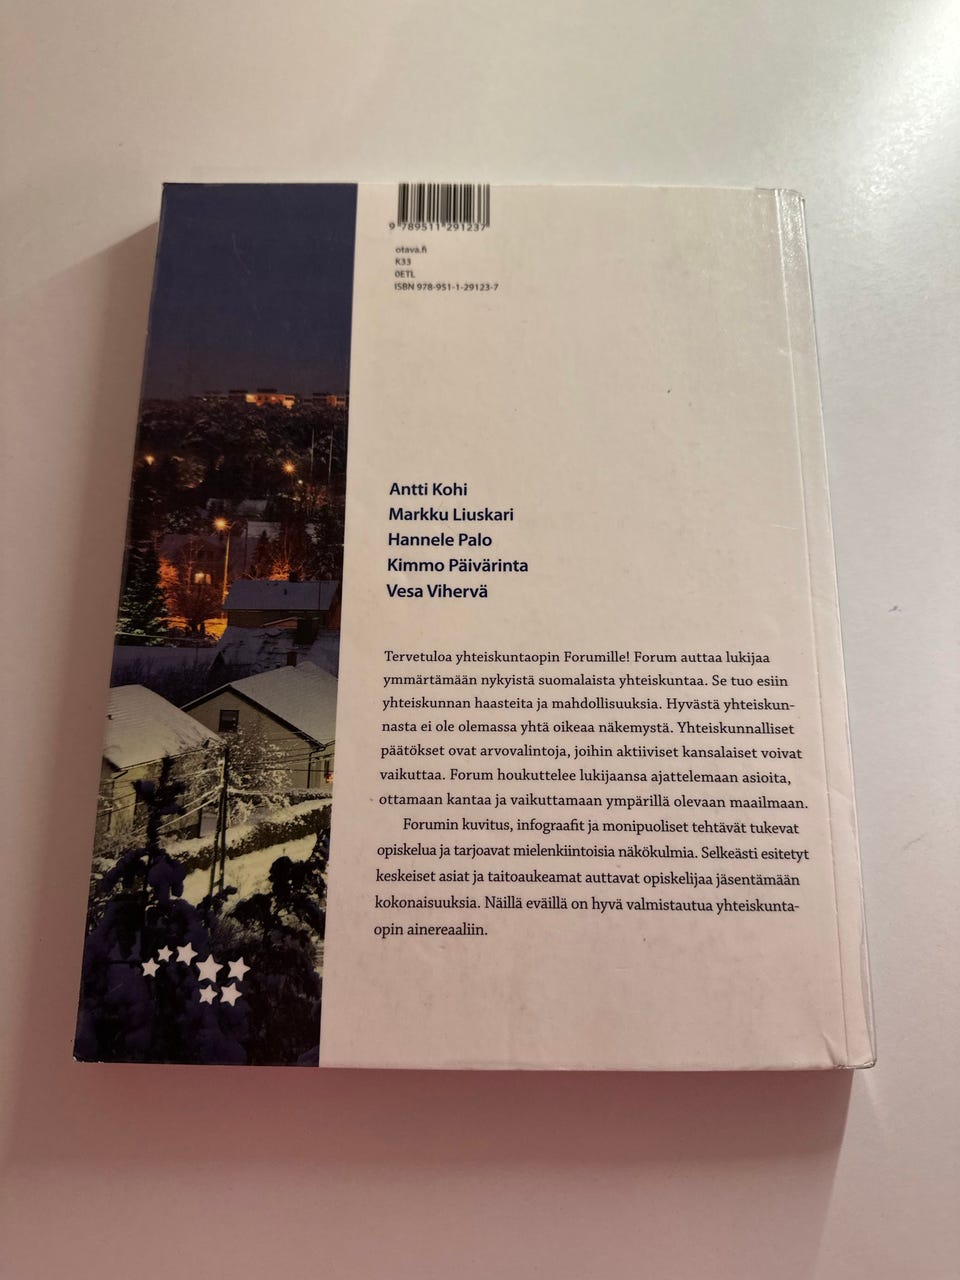 9 789511 291237
otava.fi
K33
0ETL
ISBN 978-951-1-29123-7
Antti Kohi
Markku Liuskari
Hannele Palo
Kimmo Päivärinta
Vesa Vihervä
Tervetuloa yhteiskuntaopin Forumille! Forum auttaa lukijaa
ymmärtämään nykyistä suomalaista yhteiskuntaa. Se tuo esiin
yhteiskunnan haasteita ja mahdollisuuksia. Hyvästä yhteiskun-
nasta ei ole olemassa yhtä oikeaa näkemystä. Yhteiskunnalliset
päätökset ovat arvovalintoja, joihin aktiiviset kansalaiset voivat
vaikuttaa. Forum houkuttelee lukijaansa ajattelemaan asioita,
ottamaan kantaa ja vaikuttamaan ympärillä olevaan maailmaan.
Forumin kuvitus, infograafit ja monipuoliset tehtävät tukevat
opiskelua ja tarjoavat mielenkiintoisia näkökulmia. Selkeästi esitetyt
keskeiset asiat ja taitoaukeamat auttavat opiskelijaa jäsentämään
kokonaisuuksia. Näillä eväillä on hyvä valmistautua yhteiskunta-
opin ainereaaliin.